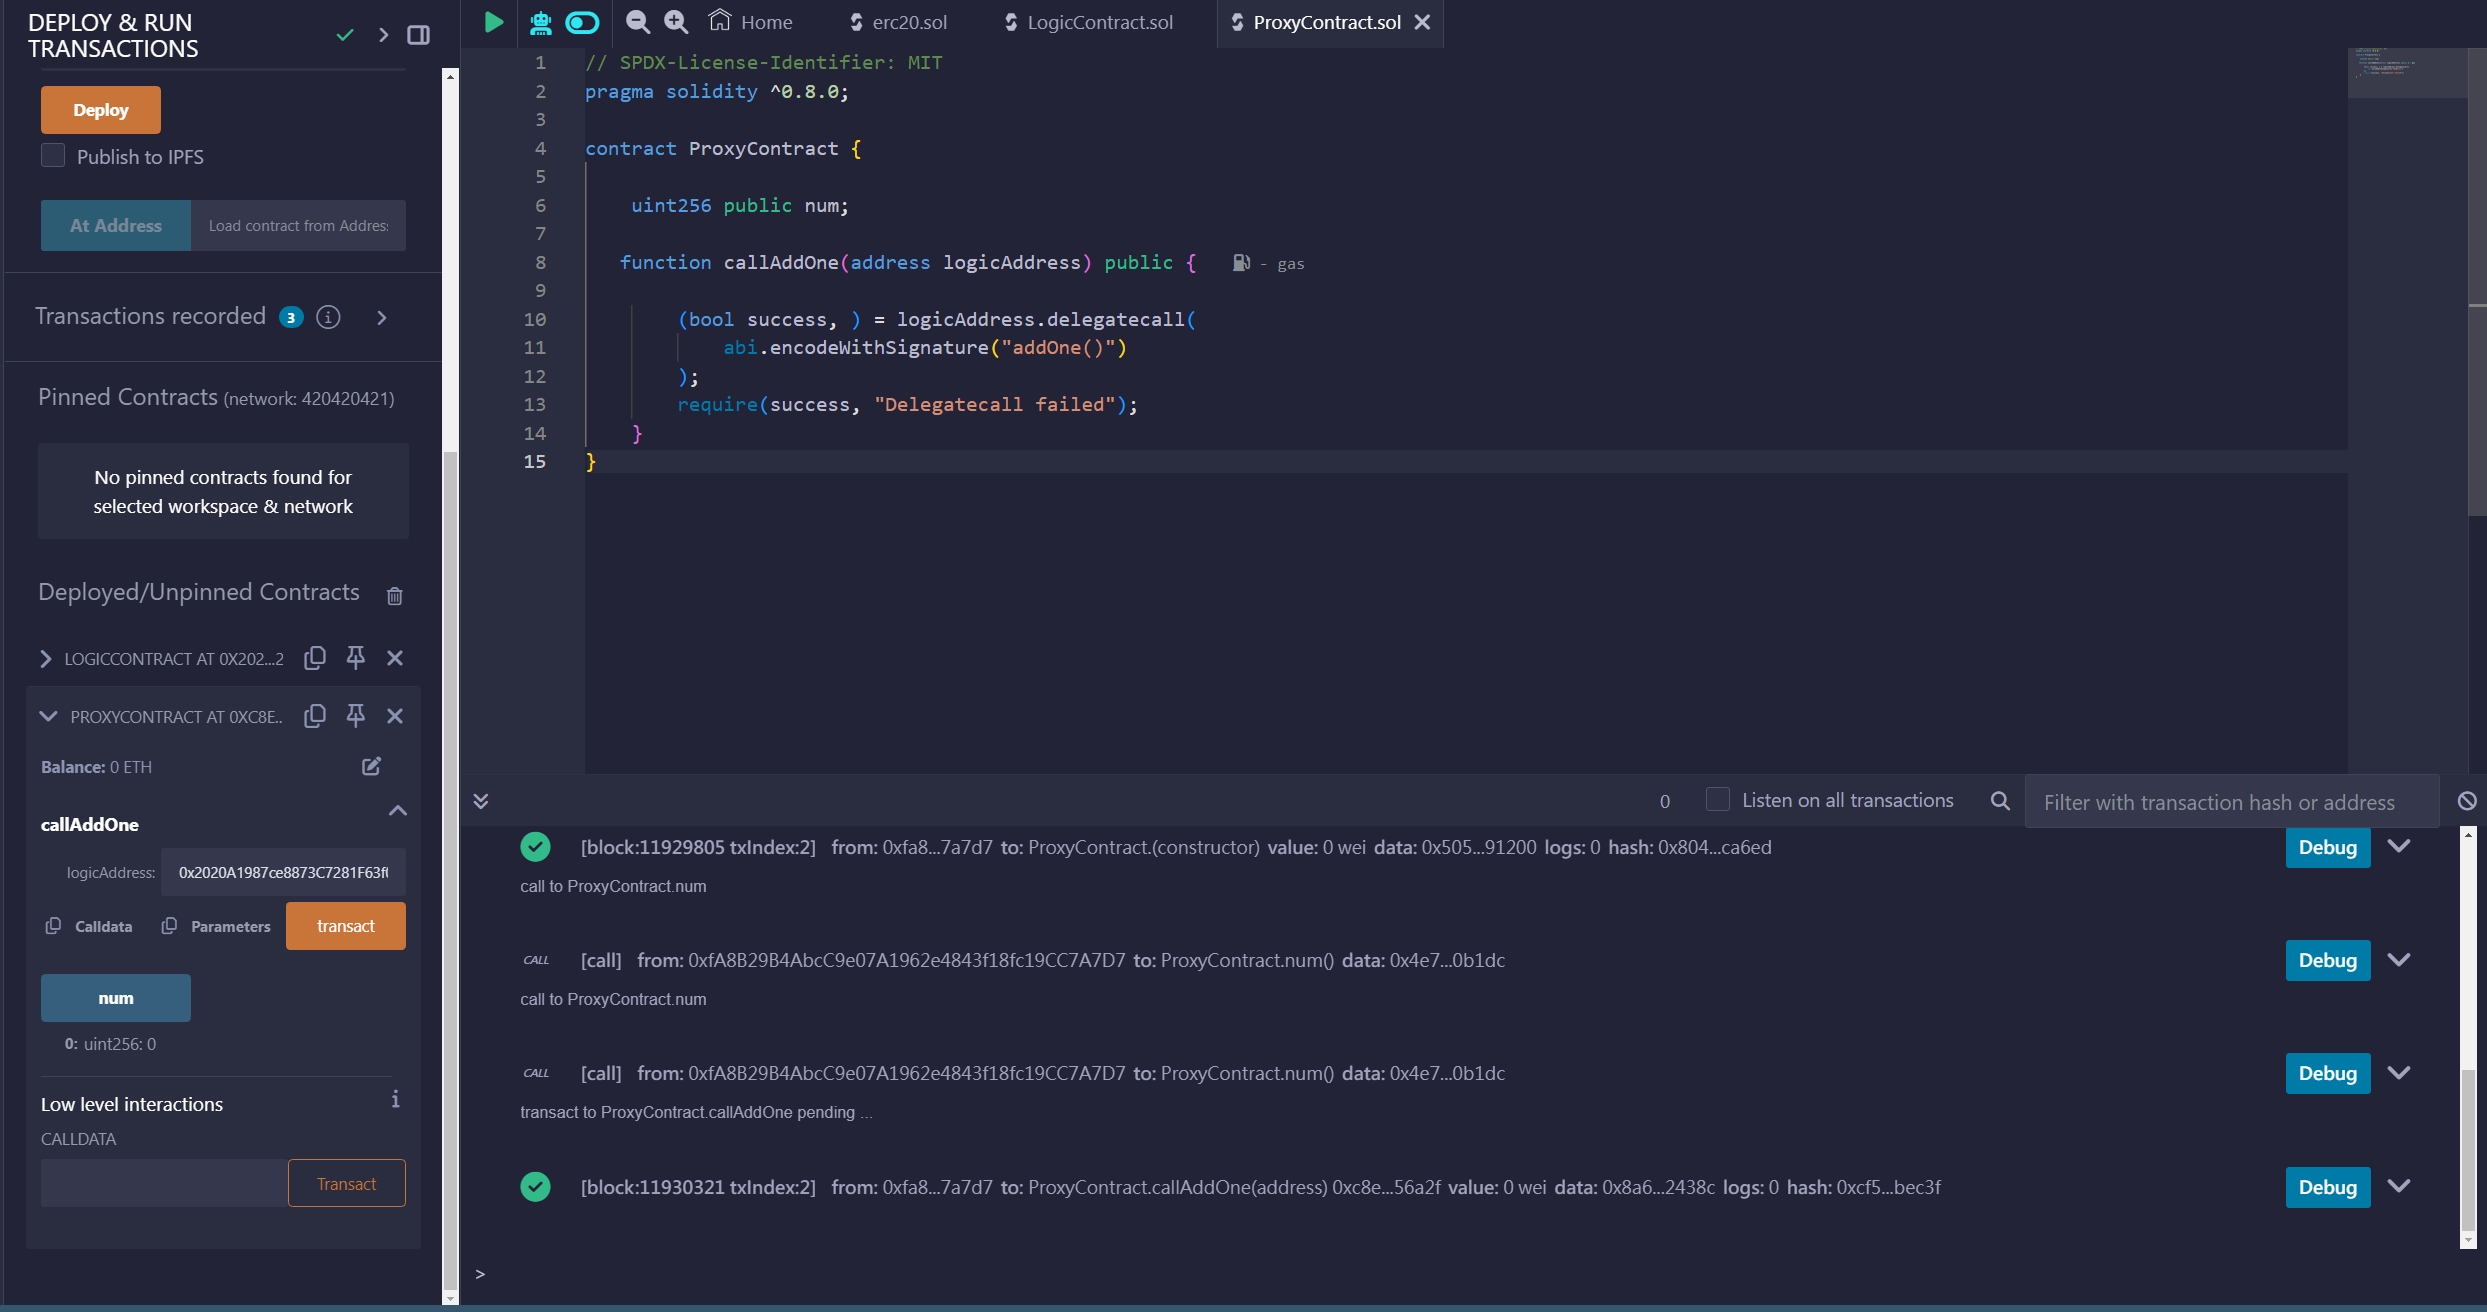 DEPLOY & RUN
TRANSACTIONS
Deploy
Publish to IPFS
At Address
Load contract from Addres
Transactions recorded 3
Pinned Contracts (network: 420420421)
No pinned contracts found for
selected workspace & network
Deployed/Unpinned Contracts
LOGICCONTRACT AT 0X202...2
PROXYCONTRACT AT 0XC8E..
Balance: 0 ETH
callAddOne
logicAddress: 0x2020A1987ce8873C7281F63f
Calldata Parameters transact
num
0: uint256: 0
Low level interactions
CALLDATA
Transact
Home erc20.sol LogicContract.sol ProxyContract.sol
1 // SPDX-License-Identifier: MIT
2 pragma solidity ^0.8.0;
3
4 contract ProxyContract {
5
6 uint256 public num;
7
8 function callAddOne(address logicAddress) public { - gas
9
10 (bool success, ) = logicAddress.delegatecall(
11 abi.encodeWithSignature("addOne()")
12 );
13 require(success, "Delegatecall failed");
14 }
15 }
0 Listen on all transactions Filter with transaction hash or address
[block:11929805 txIndex:2] from: 0xfa8...7a7d7 to: ProxyContract.(constructor) value: 0 wei data: 0x505...91200 logs: 0 hash: 0x804...ca6ed Debug
call to ProxyContract.num
CALL [call] from: 0xfA8B29B4AbcC9e07A1962e4843f18fc19CC7A7D7 to: ProxyContract.num() data: 0x4e7...0b1dc Debug
call to ProxyContract.num
CALL [call] from: 0xfA8B29B4AbcC9e07A1962e4843f18fc19CC7A7D7 to: ProxyContract.num() data: 0x4e7...0b1dc Debug
transact to ProxyContract.callAddOne pending ...
[block:11930321 txIndex:2] from: 0xfa8...7a7d7 to: ProxyContract.callAddOne(address) 0xc8e...56a2f value: 0 wei data: 0x8a6...2438c logs: 0 hash: 0xcf5...bec3f Debug
>